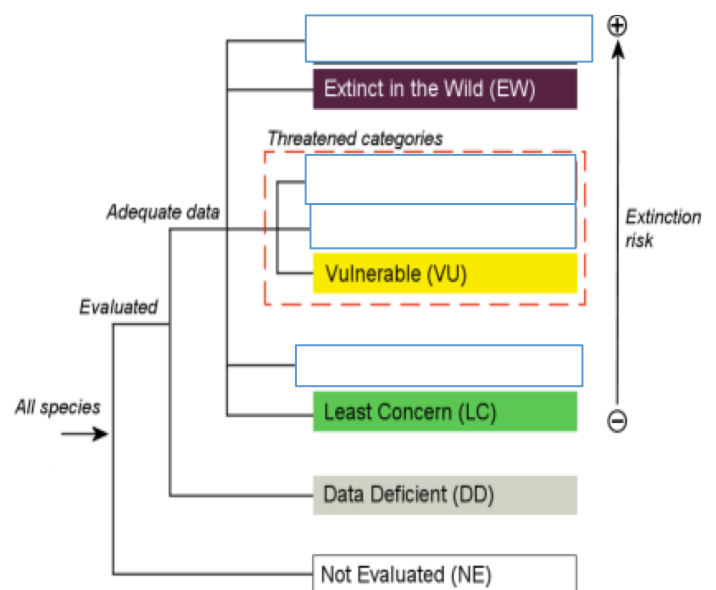 Extinct in the Wild (EW)
Threatened categories
Adequate data
Extinction
risk
Vulnerable (VU)
Evaluated
All species
Least Concern (LC)
Data Deficient (DD)
Not Evaluated (NE)